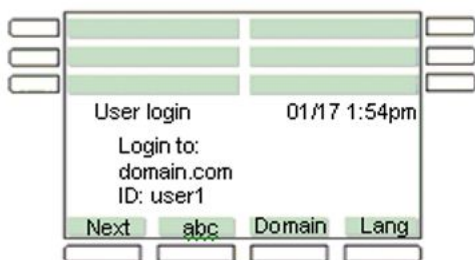 User login 01/17 1:54pm
Login to:
domain.com
ID: user1
Next abc Domain Lang